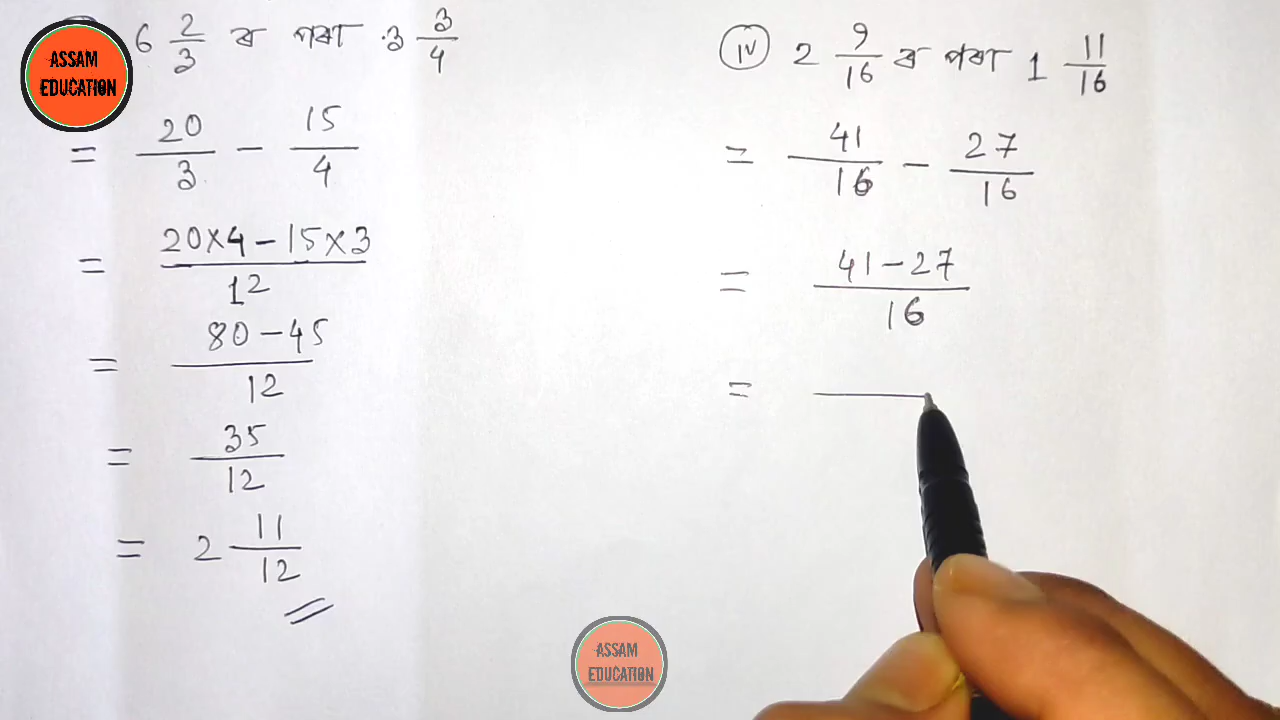 ASSAM
EDUCATION
6 2/3 ৰ পৰা 3 3/4
= 20/3 - 15/4
= 20×4-15×3/12
= 80-45/12
= 35/12
= 2 11/12
iv 2 9/16 ৰ পৰা 1 11/16
= 41/16 - 27/16
= 41-27/16
=
ASSAM
EDUCATION